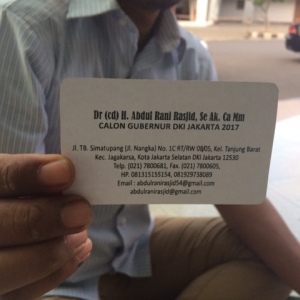 Dr (cd) H. Abdul Rani Rasjid, Se Ak. Ca Mm
CALON GUBERNUR DKI JAKARTA 2017
Jl. TB. Simatupang (Jl. Nangka) No. 1C RT/RW 08/05, Kel. Tanjung Barat
Kec. Jagakarsa, Kota Jakarta Selatan DKI Jakarta 12530
Telp. (021) 7800681, Fax. (021) 7800605,
HP. 081315155154, 081929738089
Email : abdulranirasjid54@gmail.com
abdulranirasjid@gmail.com